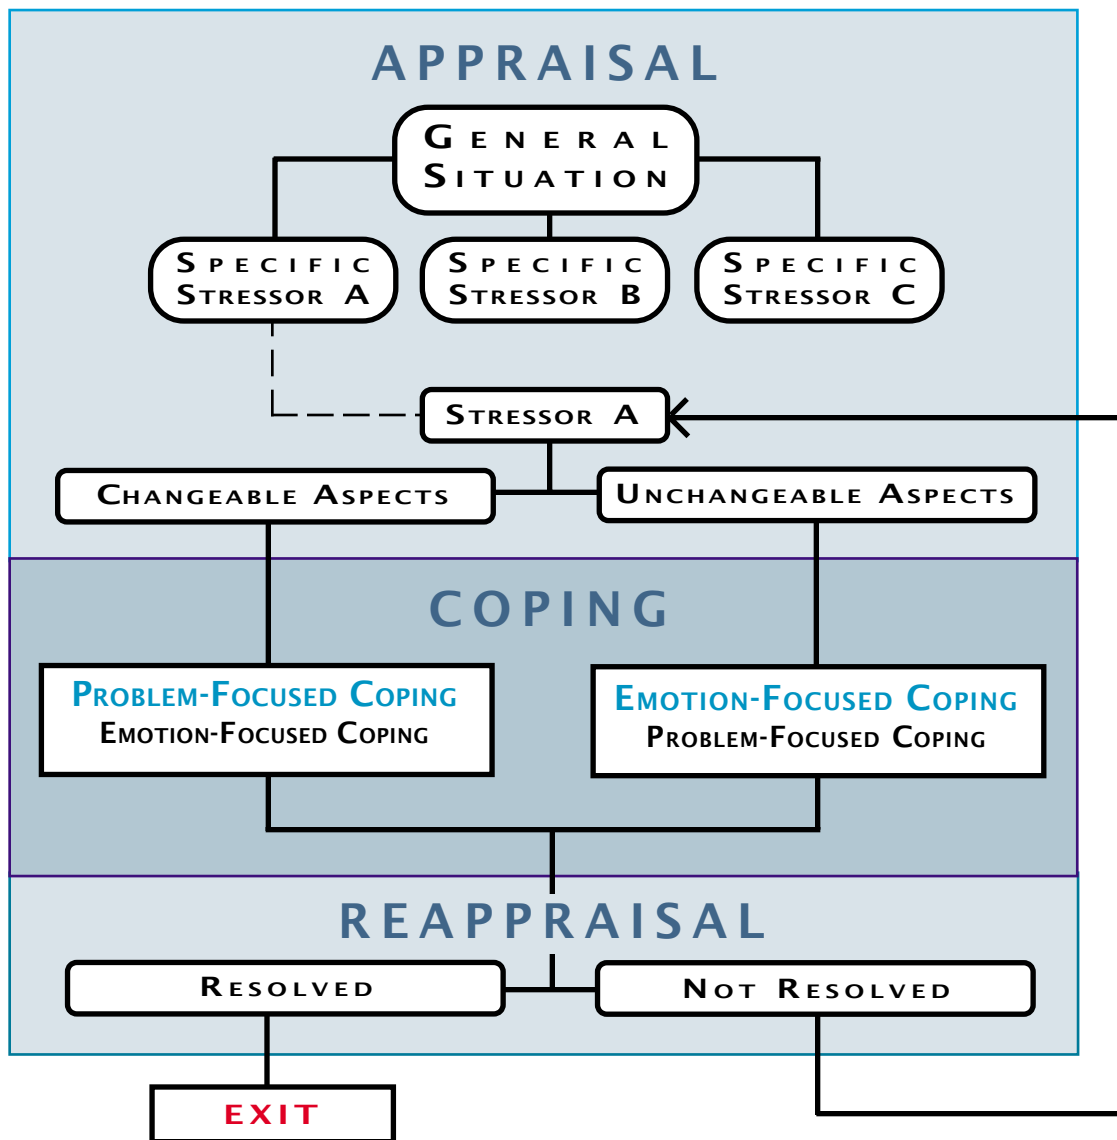 APPRAISAL
GENERAL
SITUATION
SPECIFIC
STRESSOR A
SPECIFIC
STRESSOR B
SPECIFIC
STRESSOR C
STRESSOR A
CHANGEABLE ASPECTS
UNCHANGEABLE ASPECTS
COPING
PROBLEM-FOCUSED COPING
EMOTION-FOCUSED COPING
EMOTION-FOCUSED COPING
PROBLEM-FOCUSED COPING
REAPPRAISAL
RESOLVED
NOT RESOLVED
EXIT